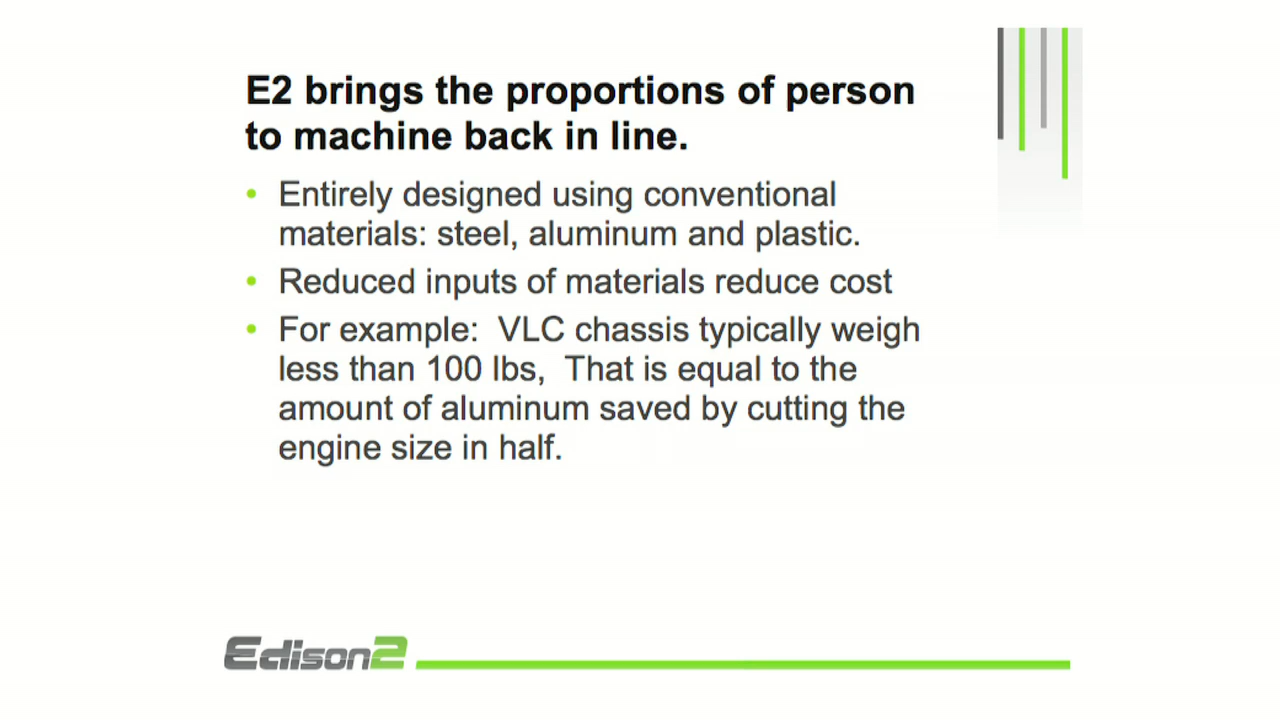 E2 brings the proportions of person
to machine back in line.
• Entirely designed using conventional
materials: steel, aluminum and plastic.
• Reduced inputs of materials reduce cost
• For example:  VLC chassis typically weigh
less than 100 lbs,  That is equal to the
amount of aluminum saved by cutting the
engine size in half.
Edison2